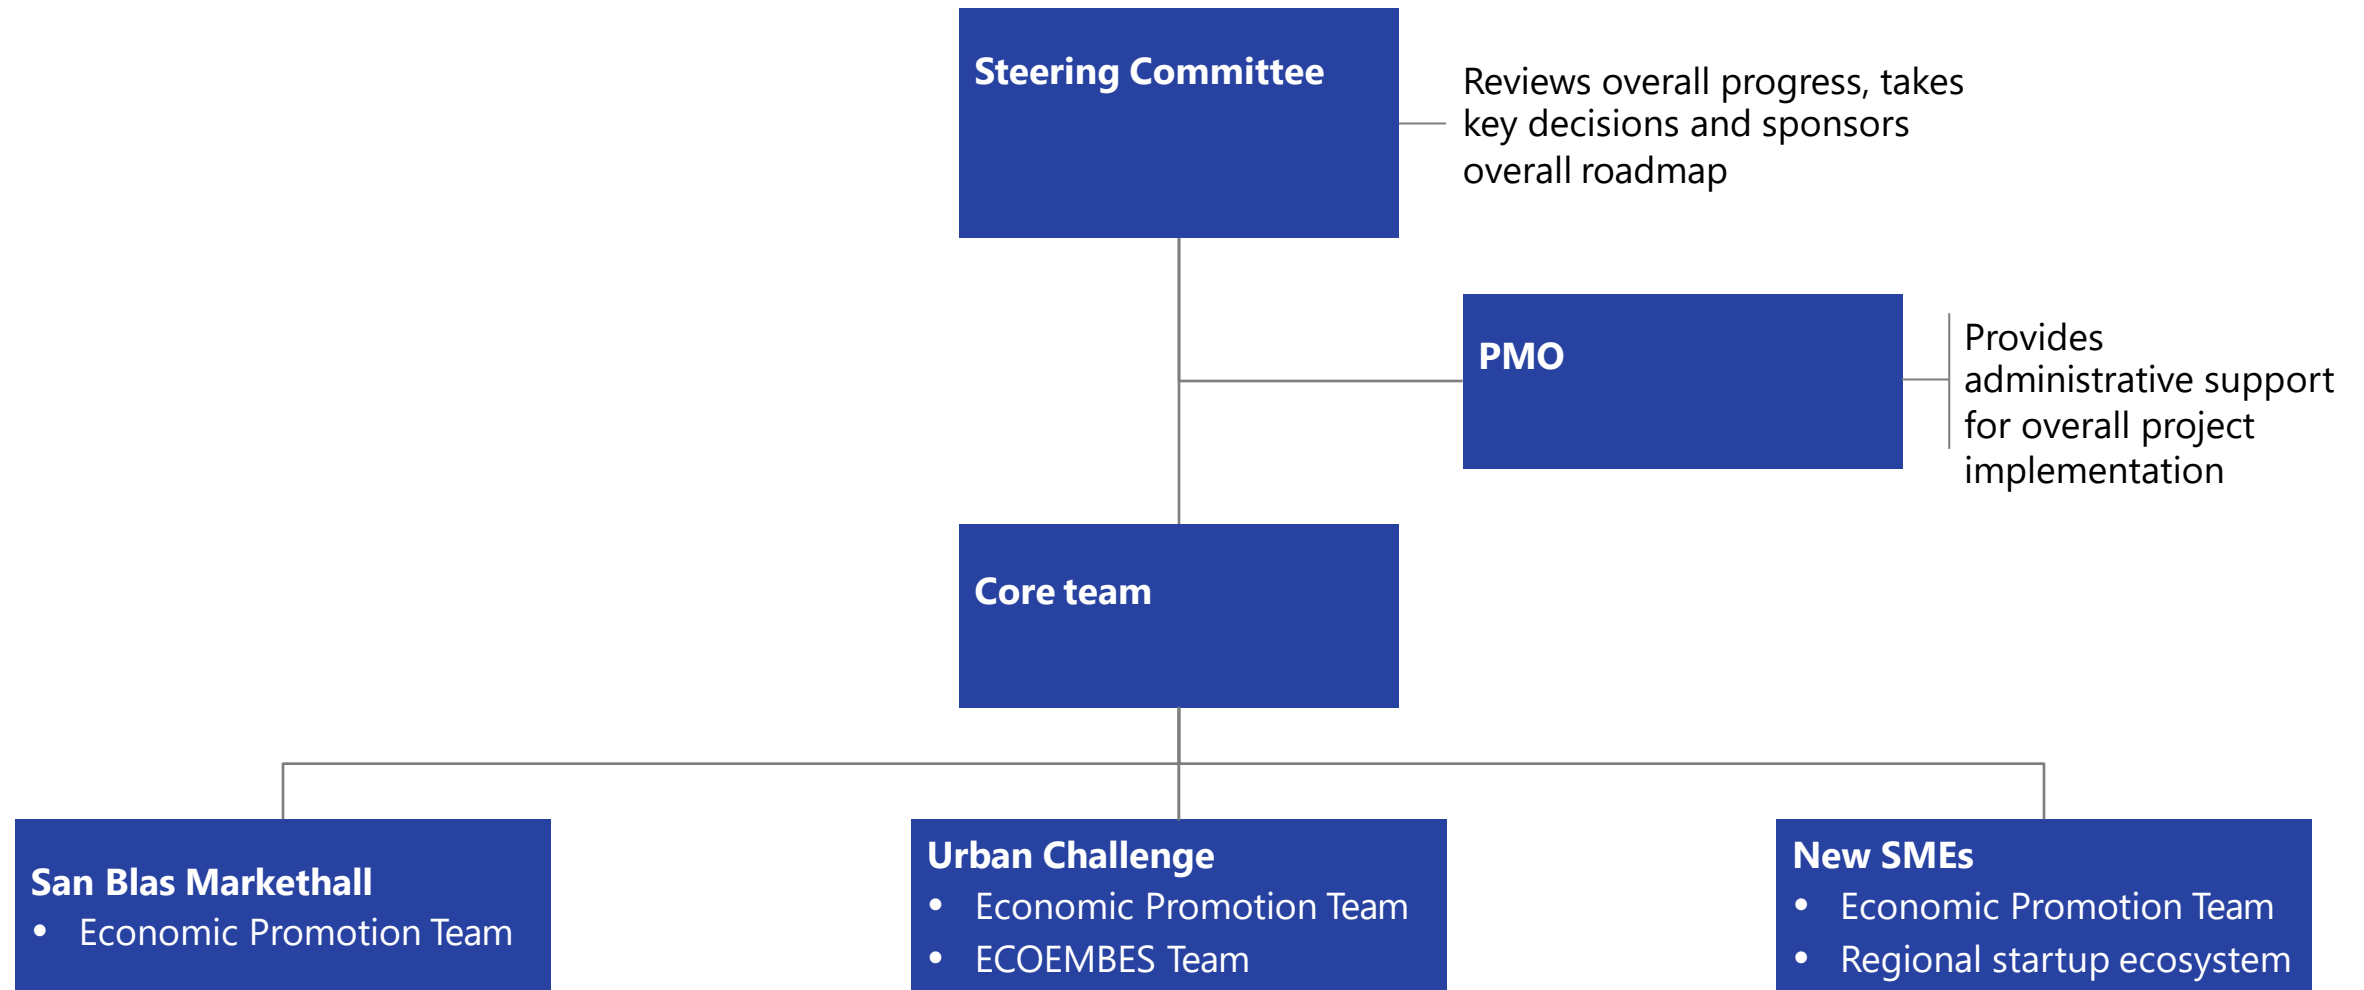 Steering Committee
Reviews overall progress, takes
key decisions and sponsors
overall roadmap
PMO
Provides
administrative support
for overall project
implementation
Core team
San Blas Markethall
• Economic Promotion Team
Urban Challenge
• Economic Promotion Team
• ECOEMBES Team
New SMEs
• Economic Promotion Team
• Regional startup ecosystem